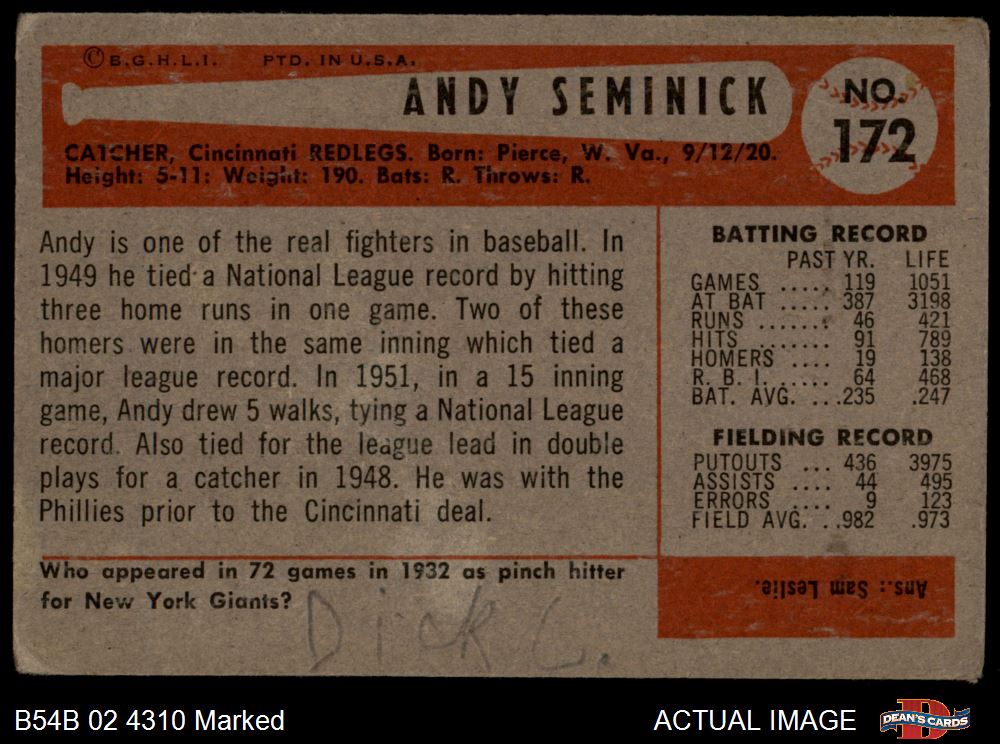 ©B.G.H.L.I. PTD. IN U.S.A.
ANDY SEMINICK
NO.
172
CATCHER, Cincinnati REDLEGS. Born: Pierce, W. Va., 9/12/20.
Height: 5-11: Weight: 190. Bats: R. Throws: R.
Andy is one of the real fighters in baseball. In
1949 he tied a National League record by hitting
three home runs in one game. Two of these
homers were in the same inning which tied a
major league record. In 1951, in a 15 inning
game, Andy drew 5 walks, tying a National League
record. Also tied for the league lead in double
plays for a catcher in 1948. He was with the
Phillies prior to the Cincinnati deal.
BATTING RECORD
PAST YR. LIFE
GAMES ..... 119 1051
AT BAT ..... 387 3198
RUNS ....... 46 421
HITS ....... 91 789
HOMERS .... 19 138
R. B. I. ..... 64 468
BAT. AVG. ... .235 .247
FIELDING RECORD
PUTOUTS ... 436 3975
ASSISTS .... 44 495
ERRORS .... 9 123
FIELD AVG. . .982 .973
Who appeared in 72 games in 1932 as pinch hitter
for New York Giants?
Dick C.
Ans.: Sam Leslie.
B54B 02 4310 Marked
ACTUAL IMAGE
DEAN'S CARDS